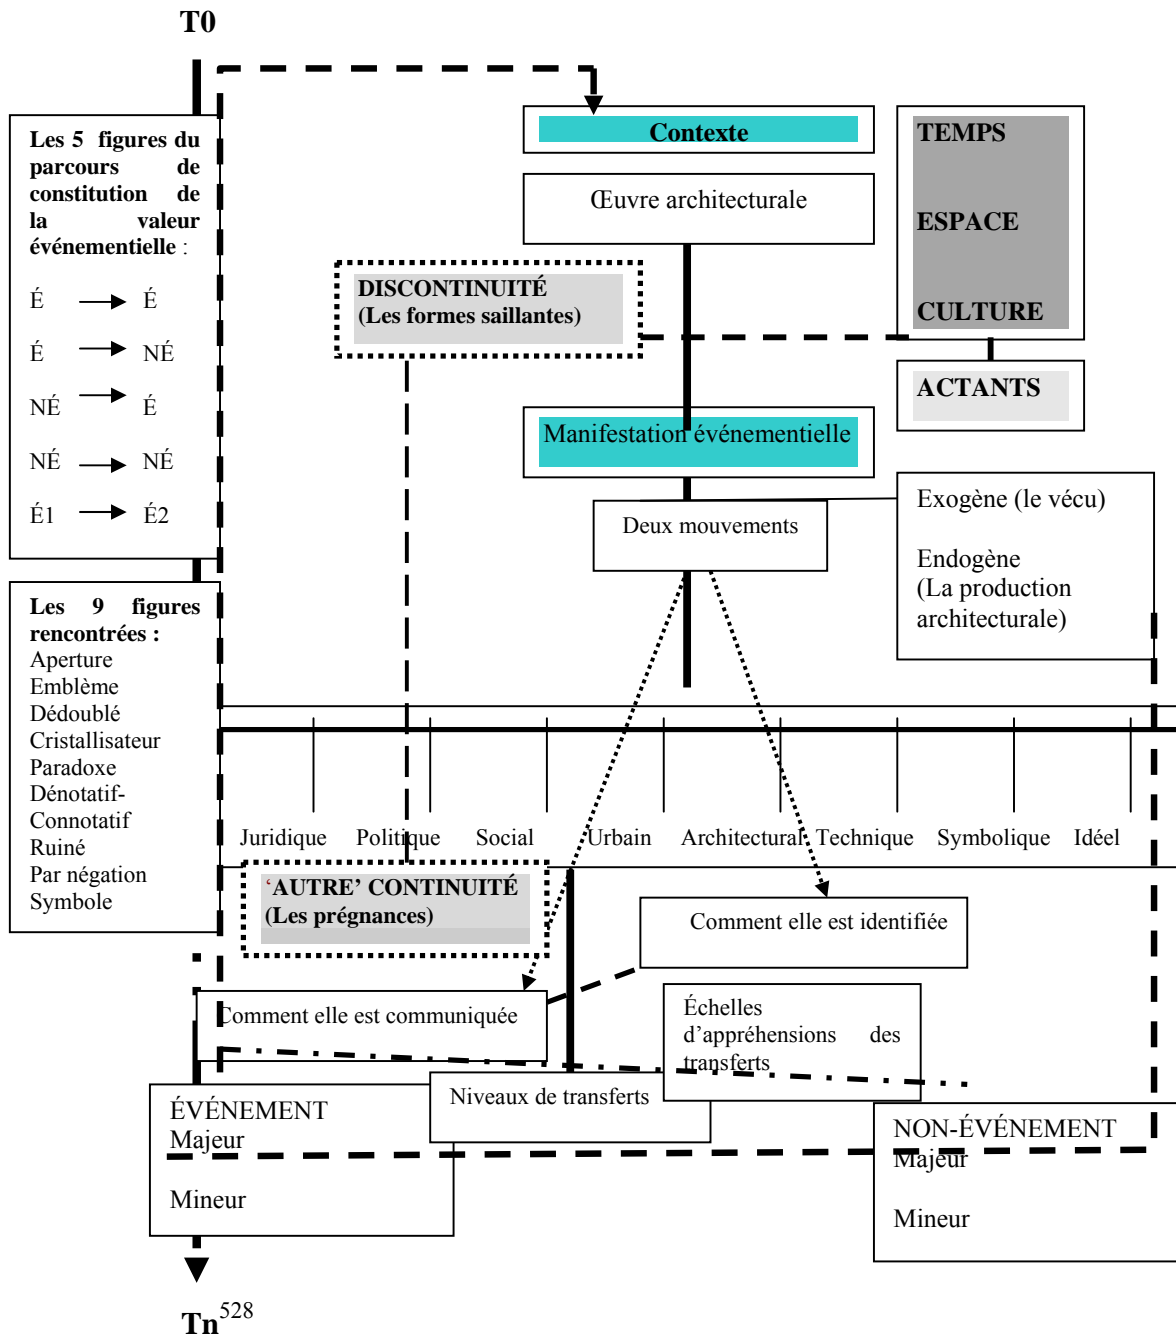 T0
Les 5 figures du
parcours de
constitution de
la valeur
événementielle :
É É
É NÉ
NÉ É
NÉ NÉ
É1 É2
Les 9 figures
rencontrées :
Aperture
Emblème
Dédoublé
Cristallisateur
Paradoxe
Dénotatif-
Connotatif
Ruiné
Par négation
Symbole
Contexte
Œuvre architecturale
TEMPS
ESPACE
CULTURE
ACTANTS
DISCONTINUITÉ
(Les formes saillantes)
Manifestation événementielle
Deux mouvements
Exogène (le vécu)
Endogène
(La production
architecturale)
Juridique Politique Social Urbain Architectural Technique Symbolique Idéel
‘AUTRE’ CONTINUITÉ
(Les prégnances)
Comment elle est identifiée
Comment elle est communiquée
Échelles
d’appréhensions des
transferts
Niveaux de transferts
ÉVÉNEMENT
Majeur
Mineur
NON-ÉVÉNEMENT
Majeur
Mineur
Tn528